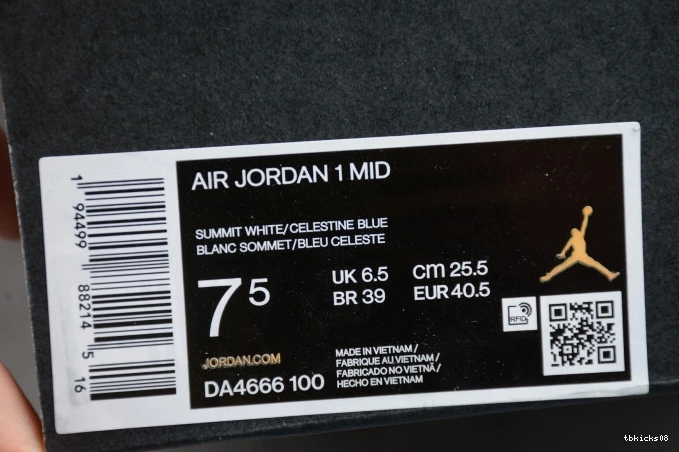 AIR JORDAN 1 MID
SUMMIT WHITE/CELESTINE BLUE
BLANC SOMMET/BLEU CELESTE
7 5
UK 6.5 cm 25.5
BR 39 EUR 40.5
RFID
JORDAN.COM
DA4666 100
MADE IN VIETNAM /
FABRIQUE AU VIETNAM /
FABRICADO NO VIETNÃ /
HECHO EN VIETNAM
1 94499 88214 5 16
tbkicks08